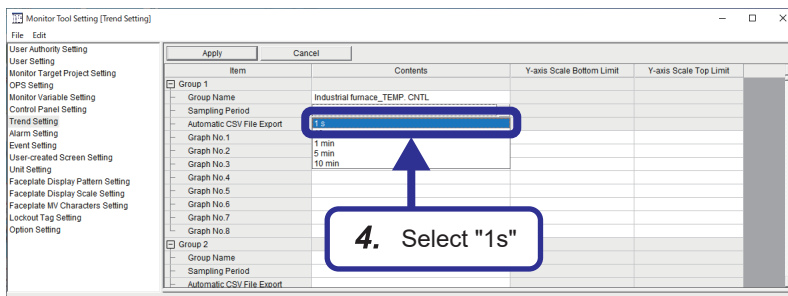 Monitor Tool Setting [Trend Setting]
File Edit
User Authority Setting
User Setting
Monitor Target Project Setting
OPS Setting
Monitor Variable Setting
Control Panel Setting
Trend Setting
Alarm Setting
Event Setting
User-created Screen Setting
Unit Setting
Faceplate Display Pattern Setting
Faceplate Display Scale Setting
Faceplate MV Characters Setting
Lockout Tag Setting
Option Setting
Apply Cancel
Item Contents Y-axis Scale Bottom Limit Y-axis Scale Top Limit
Group 1
Group Name Industrial furnace_TEMP. CNTL
Sampling Period
Automatic CSV File Export 1 s
Graph No.1 1 min
Graph No.2 5 min
Graph No.3 10 min
Graph No.4
Graph No.5
Graph No.6
Graph No.7
Graph No.8
Group 2
Group Name
Sampling Period
Automatic CSV File Export
4. Select "1s"